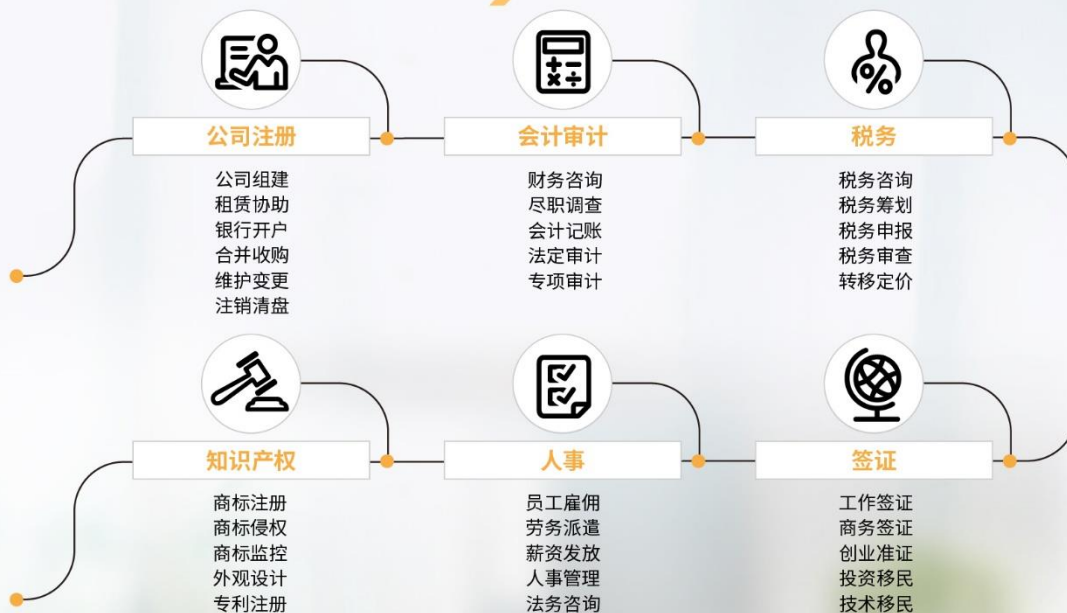 公司注册
公司组建
租赁协助
银行开户
合并收购
维护变更
注销清盘
会计审计
财务咨询
尽职调查
会计记账
法定审计
专项审计
税务
税务咨询
税务筹划
税务申报
税务审查
转移定价
知识产权
商标注册
商标侵权
商标监控
外观设计
专利注册
人事
员工雇佣
劳务派遣
薪资发放
人事管理
法务咨询
签证
工作签证
商务签证
创业准证
投资移民
技术移民